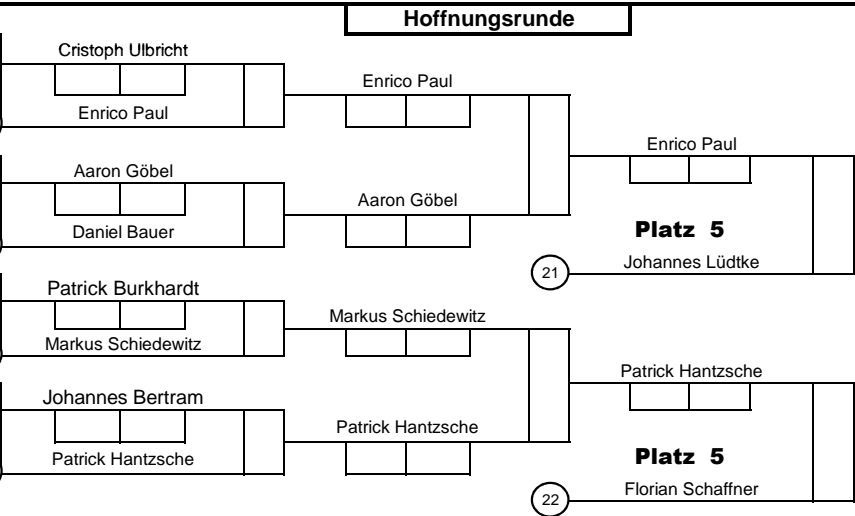 Hoffnungsrunde
Cristoph Ulbricht
Enrico Paul
Aaron Göbel
Daniel Bauer
Patrick Burkhardt
Markus Schiedewitz
Johannes Bertram
Patrick Hantzsche
Enrico Paul
Aaron Göbel
Markus Schiedewitz
Patrick Hantzsche
Enrico Paul
Platz 5
21
Johannes Lüdtke
Patrick Hantzsche
Platz 5
22
Florian Schaffner